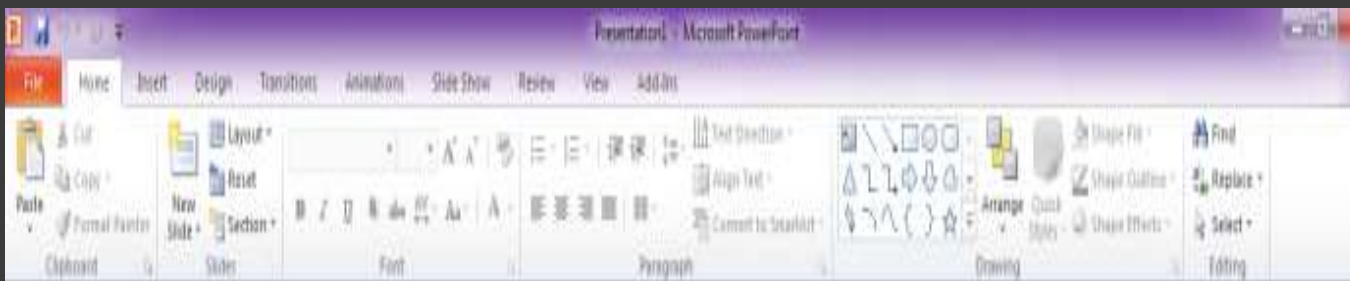 Presentation1 - Microsoft PowerPoint
File Home Insert Design Transitions Animations Slide Show Review View Add-Ins
Cut Layout Text Direction Shape Fill Find
Copy Reset Align Text Shape Outline Replace
Paste Format Painter New Slide Section Convert to SmartArt Arrange Quick Styles Shape Effects Select
Clipboard Slides Font Paragraph Drawing Editing